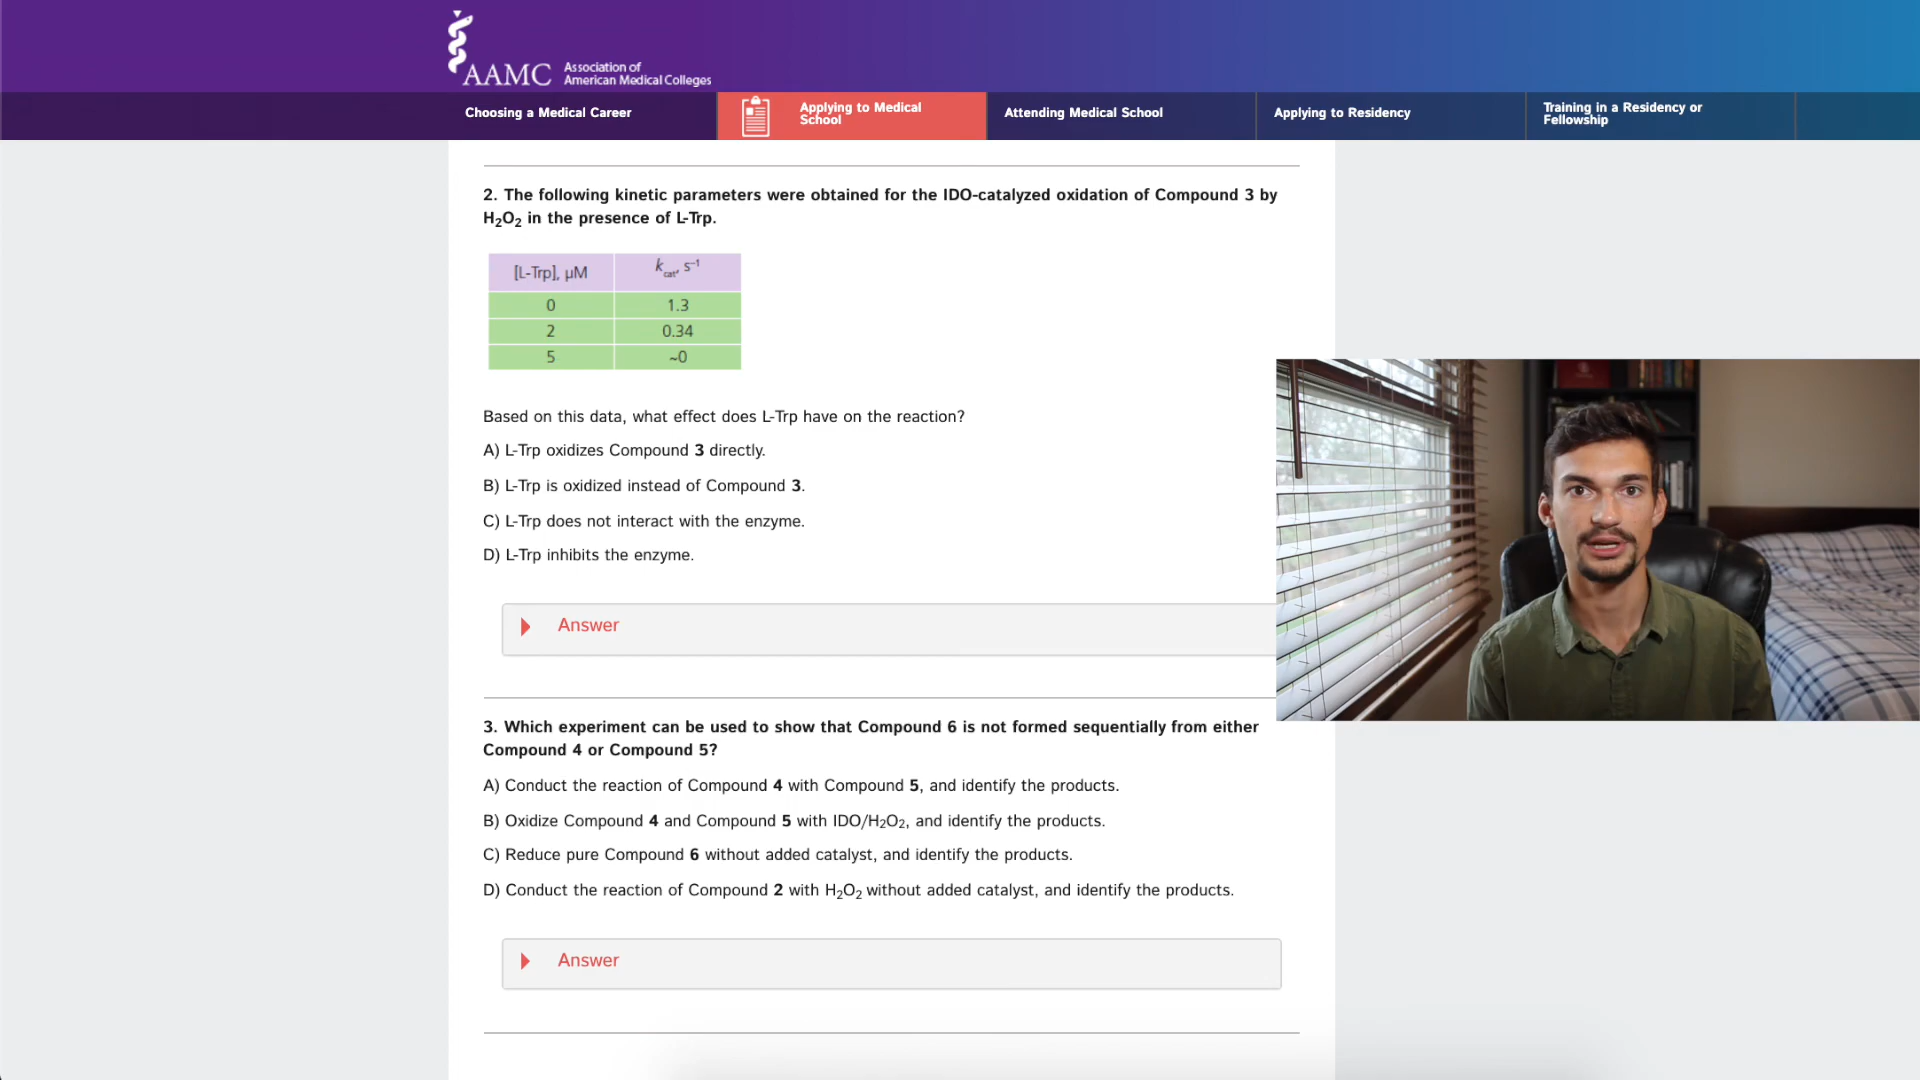 AAMC
Association of
American Medical Colleges
Choosing a Medical Career
Applying to Medical
School
Attending Medical School
Applying to Residency
Training in a Residency or
Fellowship
2. The following kinetic parameters were obtained for the IDO-catalyzed oxidation of Compound 3 by
H₂O₂ in the presence of L-Trp.
[L-Trp], μM k_cat, s⁻¹
0 1.3
2 0.34
5 ~0
Based on this data, what effect does L-Trp have on the reaction?
A) L-Trp oxidizes Compound 3 directly.
B) L-Trp is oxidized instead of Compound 3.
C) L-Trp does not interact with the enzyme.
D) L-Trp inhibits the enzyme.
Answer
3. Which experiment can be used to show that Compound 6 is not formed sequentially from either
Compound 4 or Compound 5?
A) Conduct the reaction of Compound 4 with Compound 5, and identify the products.
B) Oxidize Compound 4 and Compound 5 with IDO/H₂O₂, and identify the products.
C) Reduce pure Compound 6 without added catalyst, and identify the products.
D) Conduct the reaction of Compound 2 with H₂O₂ without added catalyst, and identify the products.
Answer